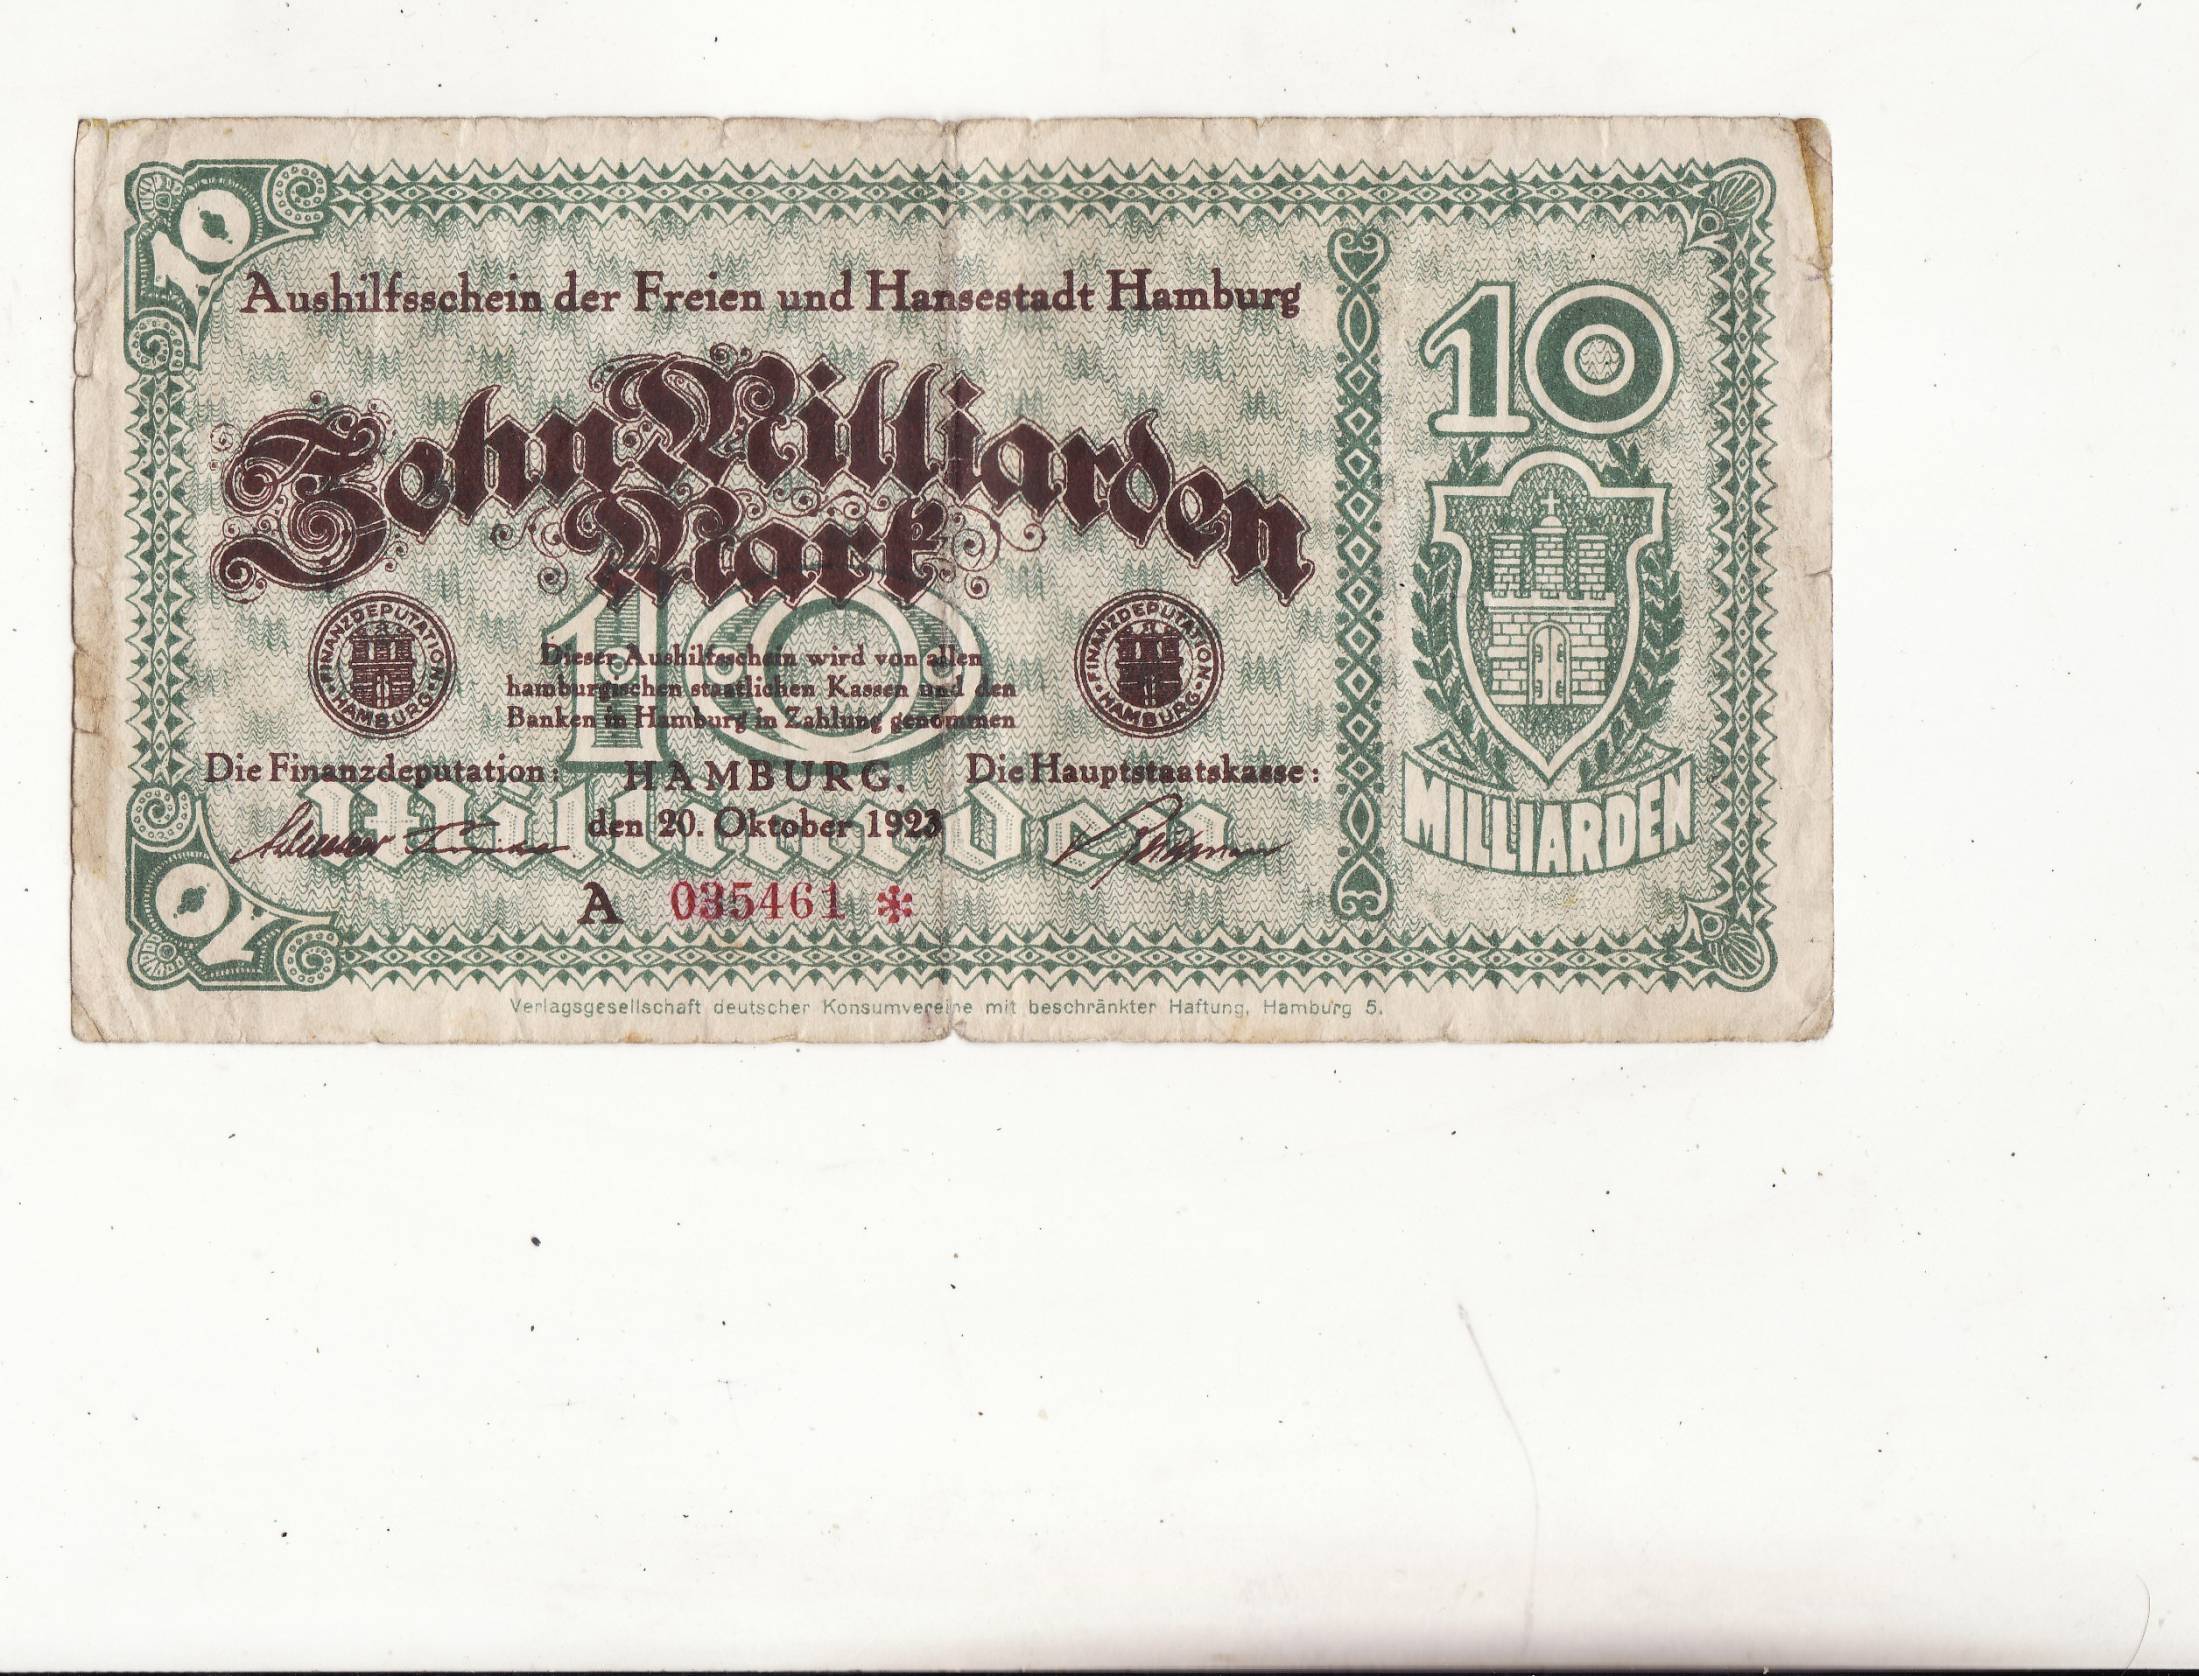 10
Aushilfsschein der Freien und Hansestadt Hamburg
Zehn Milliarden
Mark
10
FINANZDEPUTATION
HAMBURG
Dieser Aushilfsschein wird von allen
hamburgischen staatlichen Kassen und den
Banken in Hamburg in Zahlung genommen
FINANZDEPUTATION
HAMBURG
Die Finanzdeputation:
HAMBURG,
den 20. Oktober 1923
Die Hauptstaatskasse:
Milliarden
A 035461 *
10
10
MILLIARDEN
Verlagsgesellschaft deutscher Konsumvereine mit beschränkter Haftung, Hamburg 5.